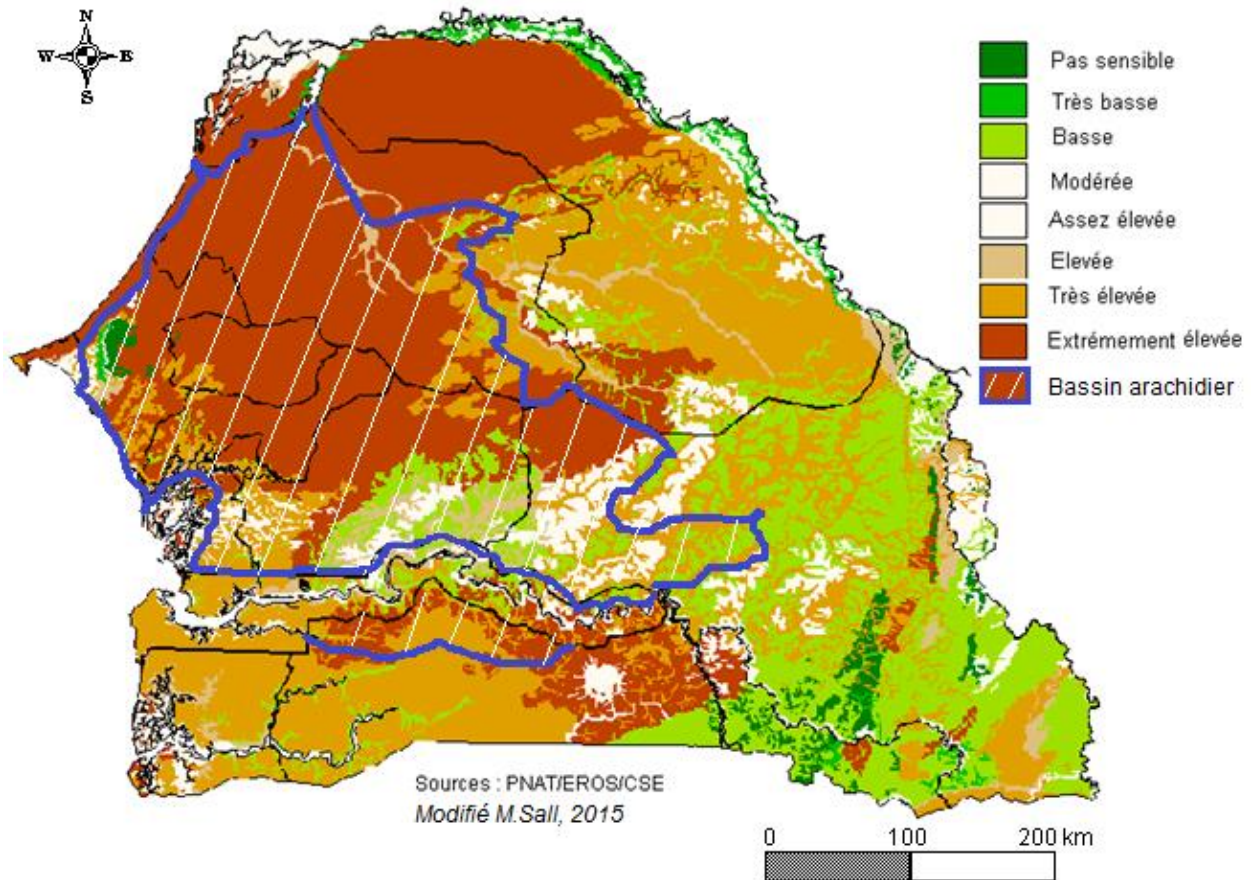 N
W E
S
Pas sensible
Très basse
Basse
Modérée
Assez élevée
Elevée
Très élevée
Extrémement élevée
Bassin arachidier
Sources : PNAT/EROS/CSE
Modifié M.Sall, 2015
0 100 200 km